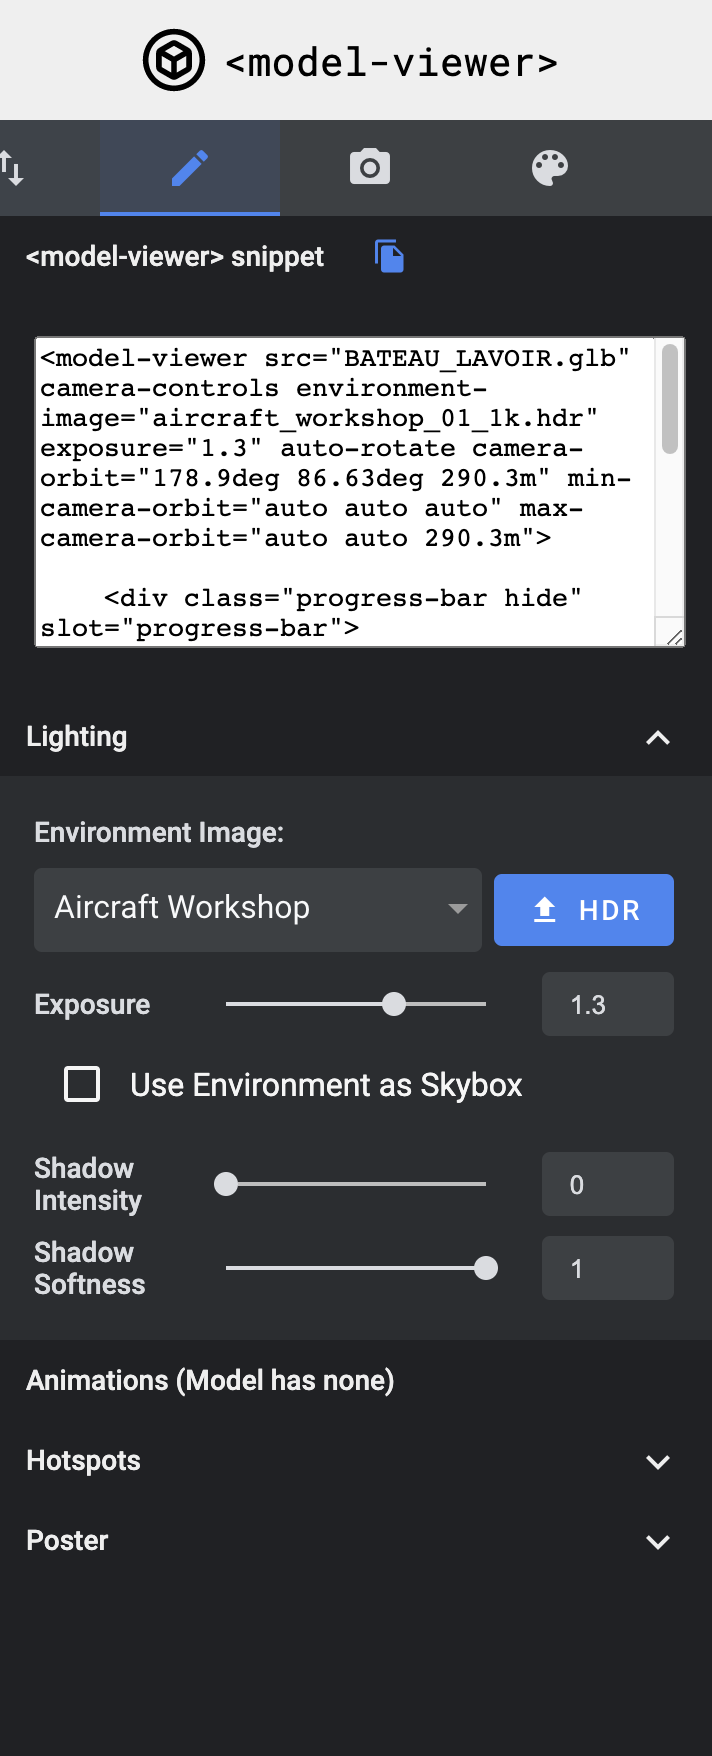 <model-viewer>
<model-viewer> snippet
<model-viewer src="BATEAU_LAVOIR.glb"
camera-controls environment-
image="aircraft_workshop_01_1k.hdr"
exposure="1.3" auto-rotate camera-
orbit="178.9deg 86.63deg 290.3m" min-
camera-orbit="auto auto auto" max-
camera-orbit="auto auto 290.3m">
<div class="progress-bar hide"
slot="progress-bar">
Lighting
Environment Image:
Aircraft Workshop
HDR
Exposure
1.3
Use Environment as Skybox
Shadow
Intensity
0
Shadow
Softness
1
Animations (Model has none)
Hotspots
Poster